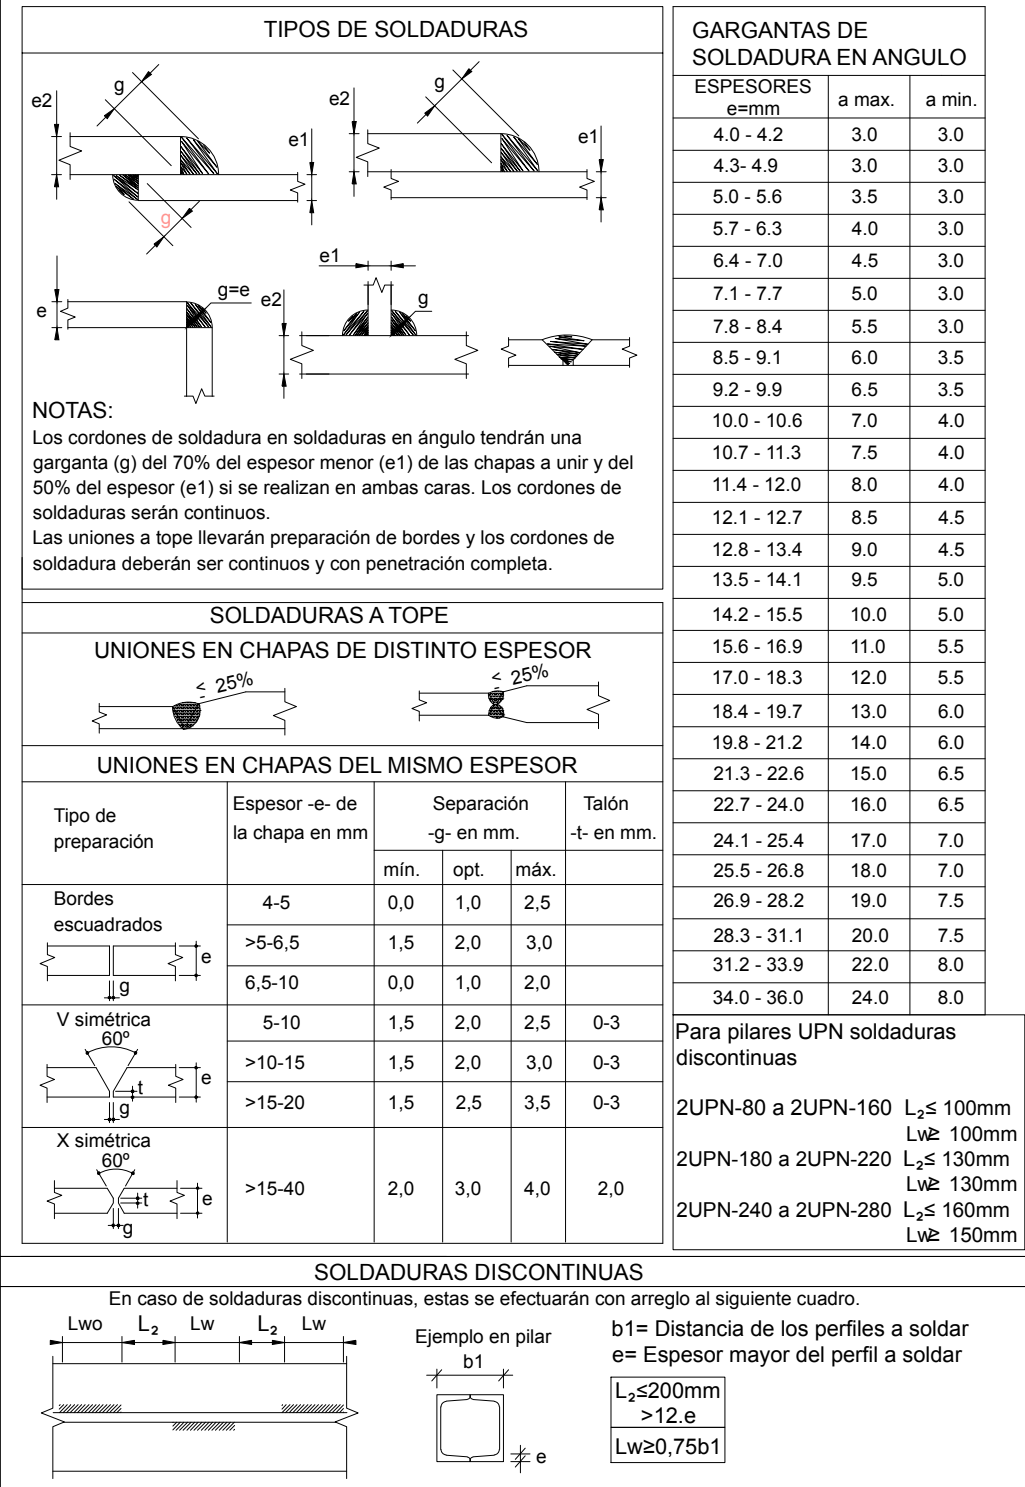 TIPOS DE SOLDADURAS
g
e2
e1
g
g
e2
e1
e
g=e
e1
e2
g
NOTAS:
Los cordones de soldadura en soldaduras en ángulo tendrán una
garganta (g) del 70% del espesor menor (e1) de las chapas a unir y del
50% del espesor (e1) si se realizan en ambas caras. Los cordones de
soldaduras serán continuos.
Las uniones a tope llevarán preparación de bordes y los cordones de
soldadura deberán ser continuos y con penetración completa.
SOLDADURAS A TOPE
UNIONES EN CHAPAS DE DISTINTO ESPESOR
≤ 25%
≤ 25%
UNIONES EN CHAPAS DEL MISMO ESPESOR
Tipo de
preparación
Espesor -e- de
la chapa en mm
Separación
-g- en mm.
Talón
-t- en mm.
mín. opt. máx.
Bordes
escuadrados
e
g
4-5 0,0 1,0 2,5
>5-6,5 1,5 2,0 3,0
6,5-10 0,0 1,0 2,0
V simétrica
60º
e
t
g
5-10 1,5 2,0 2,5 0-3
>10-15 1,5 2,0 3,0 0-3
>15-20 1,5 2,5 3,5 0-3
X simétrica
60º
t
e
g
>15-40 2,0 3,0 4,0 2,0
GARGANTAS DE
SOLDADURA EN ANGULO
ESPESORES
e=mm
a max. a min.
4.0 - 4.2 3.0 3.0
4.3- 4.9 3.0 3.0
5.0 - 5.6 3.5 3.0
5.7 - 6.3 4.0 3.0
6.4 - 7.0 4.5 3.0
7.1 - 7.7 5.0 3.0
7.8 - 8.4 5.5 3.0
8.5 - 9.1 6.0 3.5
9.2 - 9.9 6.5 3.5
10.0 - 10.6 7.0 4.0
10.7 - 11.3 7.5 4.0
11.4 - 12.0 8.0 4.0
12.1 - 12.7 8.5 4.5
12.8 - 13.4 9.0 4.5
13.5 - 14.1 9.5 5.0
14.2 - 15.5 10.0 5.0
15.6 - 16.9 11.0 5.5
17.0 - 18.3 12.0 5.5
18.4 - 19.7 13.0 6.0
19.8 - 21.2 14.0 6.0
21.3 - 22.6 15.0 6.5
22.7 - 24.0 16.0 6.5
24.1 - 25.4 17.0 7.0
25.5 - 26.8 18.0 7.0
26.9 - 28.2 19.0 7.5
28.3 - 31.1 20.0 7.5
31.2 - 33.9 22.0 8.0
34.0 - 36.0 24.0 8.0
Para pilares UPN soldaduras
discontinuas
2UPN-80 a 2UPN-160 L₂≤ 100mm
Lw≥ 100mm
2UPN-180 a 2UPN-220 L₂≤ 130mm
Lw≥ 130mm
2UPN-240 a 2UPN-280 L₂≤ 160mm
Lw≥ 150mm
SOLDADURAS DISCONTINUAS
En caso de soldaduras discontinuas, estas se efectuarán con arreglo al siguiente cuadro.
Lwo L₂ Lw L₂ Lw
Ejemplo en pilar
b1
e
b1= Distancia de los perfiles a soldar
e= Espesor mayor del perfil a soldar
L₂≤200mm
>12.e
Lw≥0,75b1